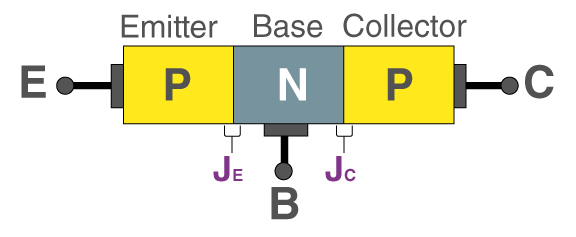 Emitter Base Collector
E P N P C
JE JC
B